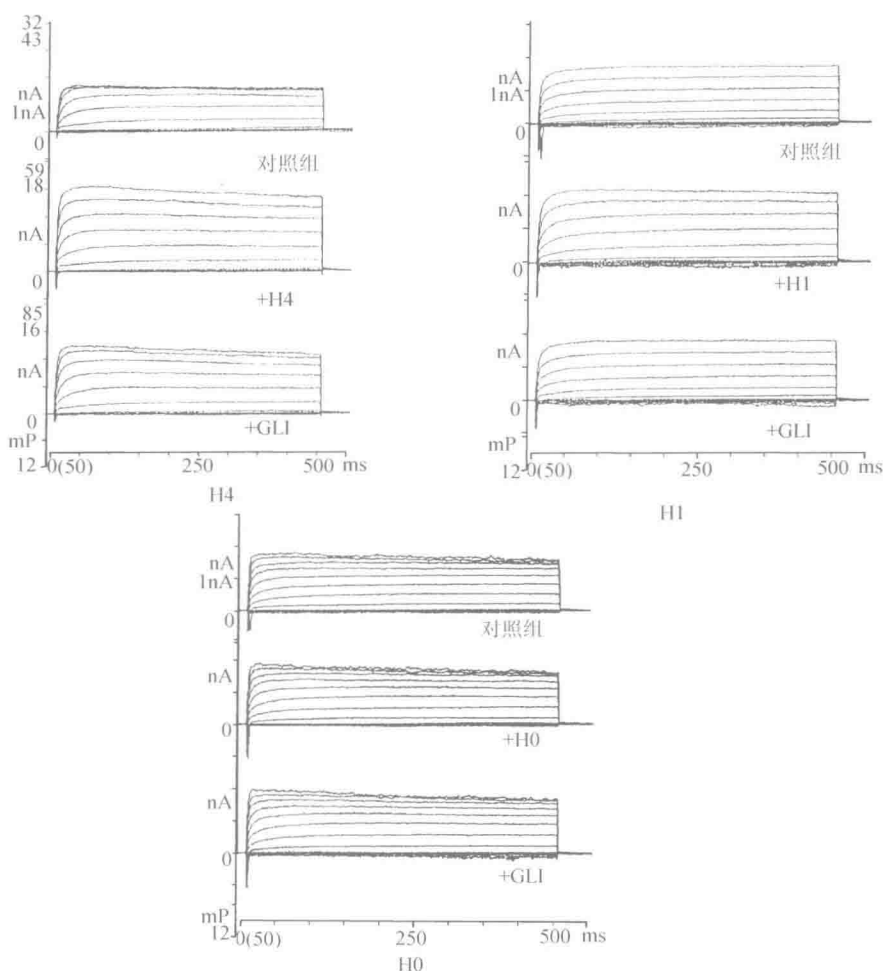 32
43
nA
1nA
0
对照组
59
18
nA
0
+H4
85
16
nA
0
+GLI
mP
12
0(50) 250 500 ms
H4
nA
1nA
0
对照组
nA
0
+H1
nA
0
+GLI
mP
12
0(50) 250 500 ms
H1
nA
1nA
0
对照组
nA
0
+H0
nA
0
+GLI
mP
12
0(50) 250 500 ms
H0